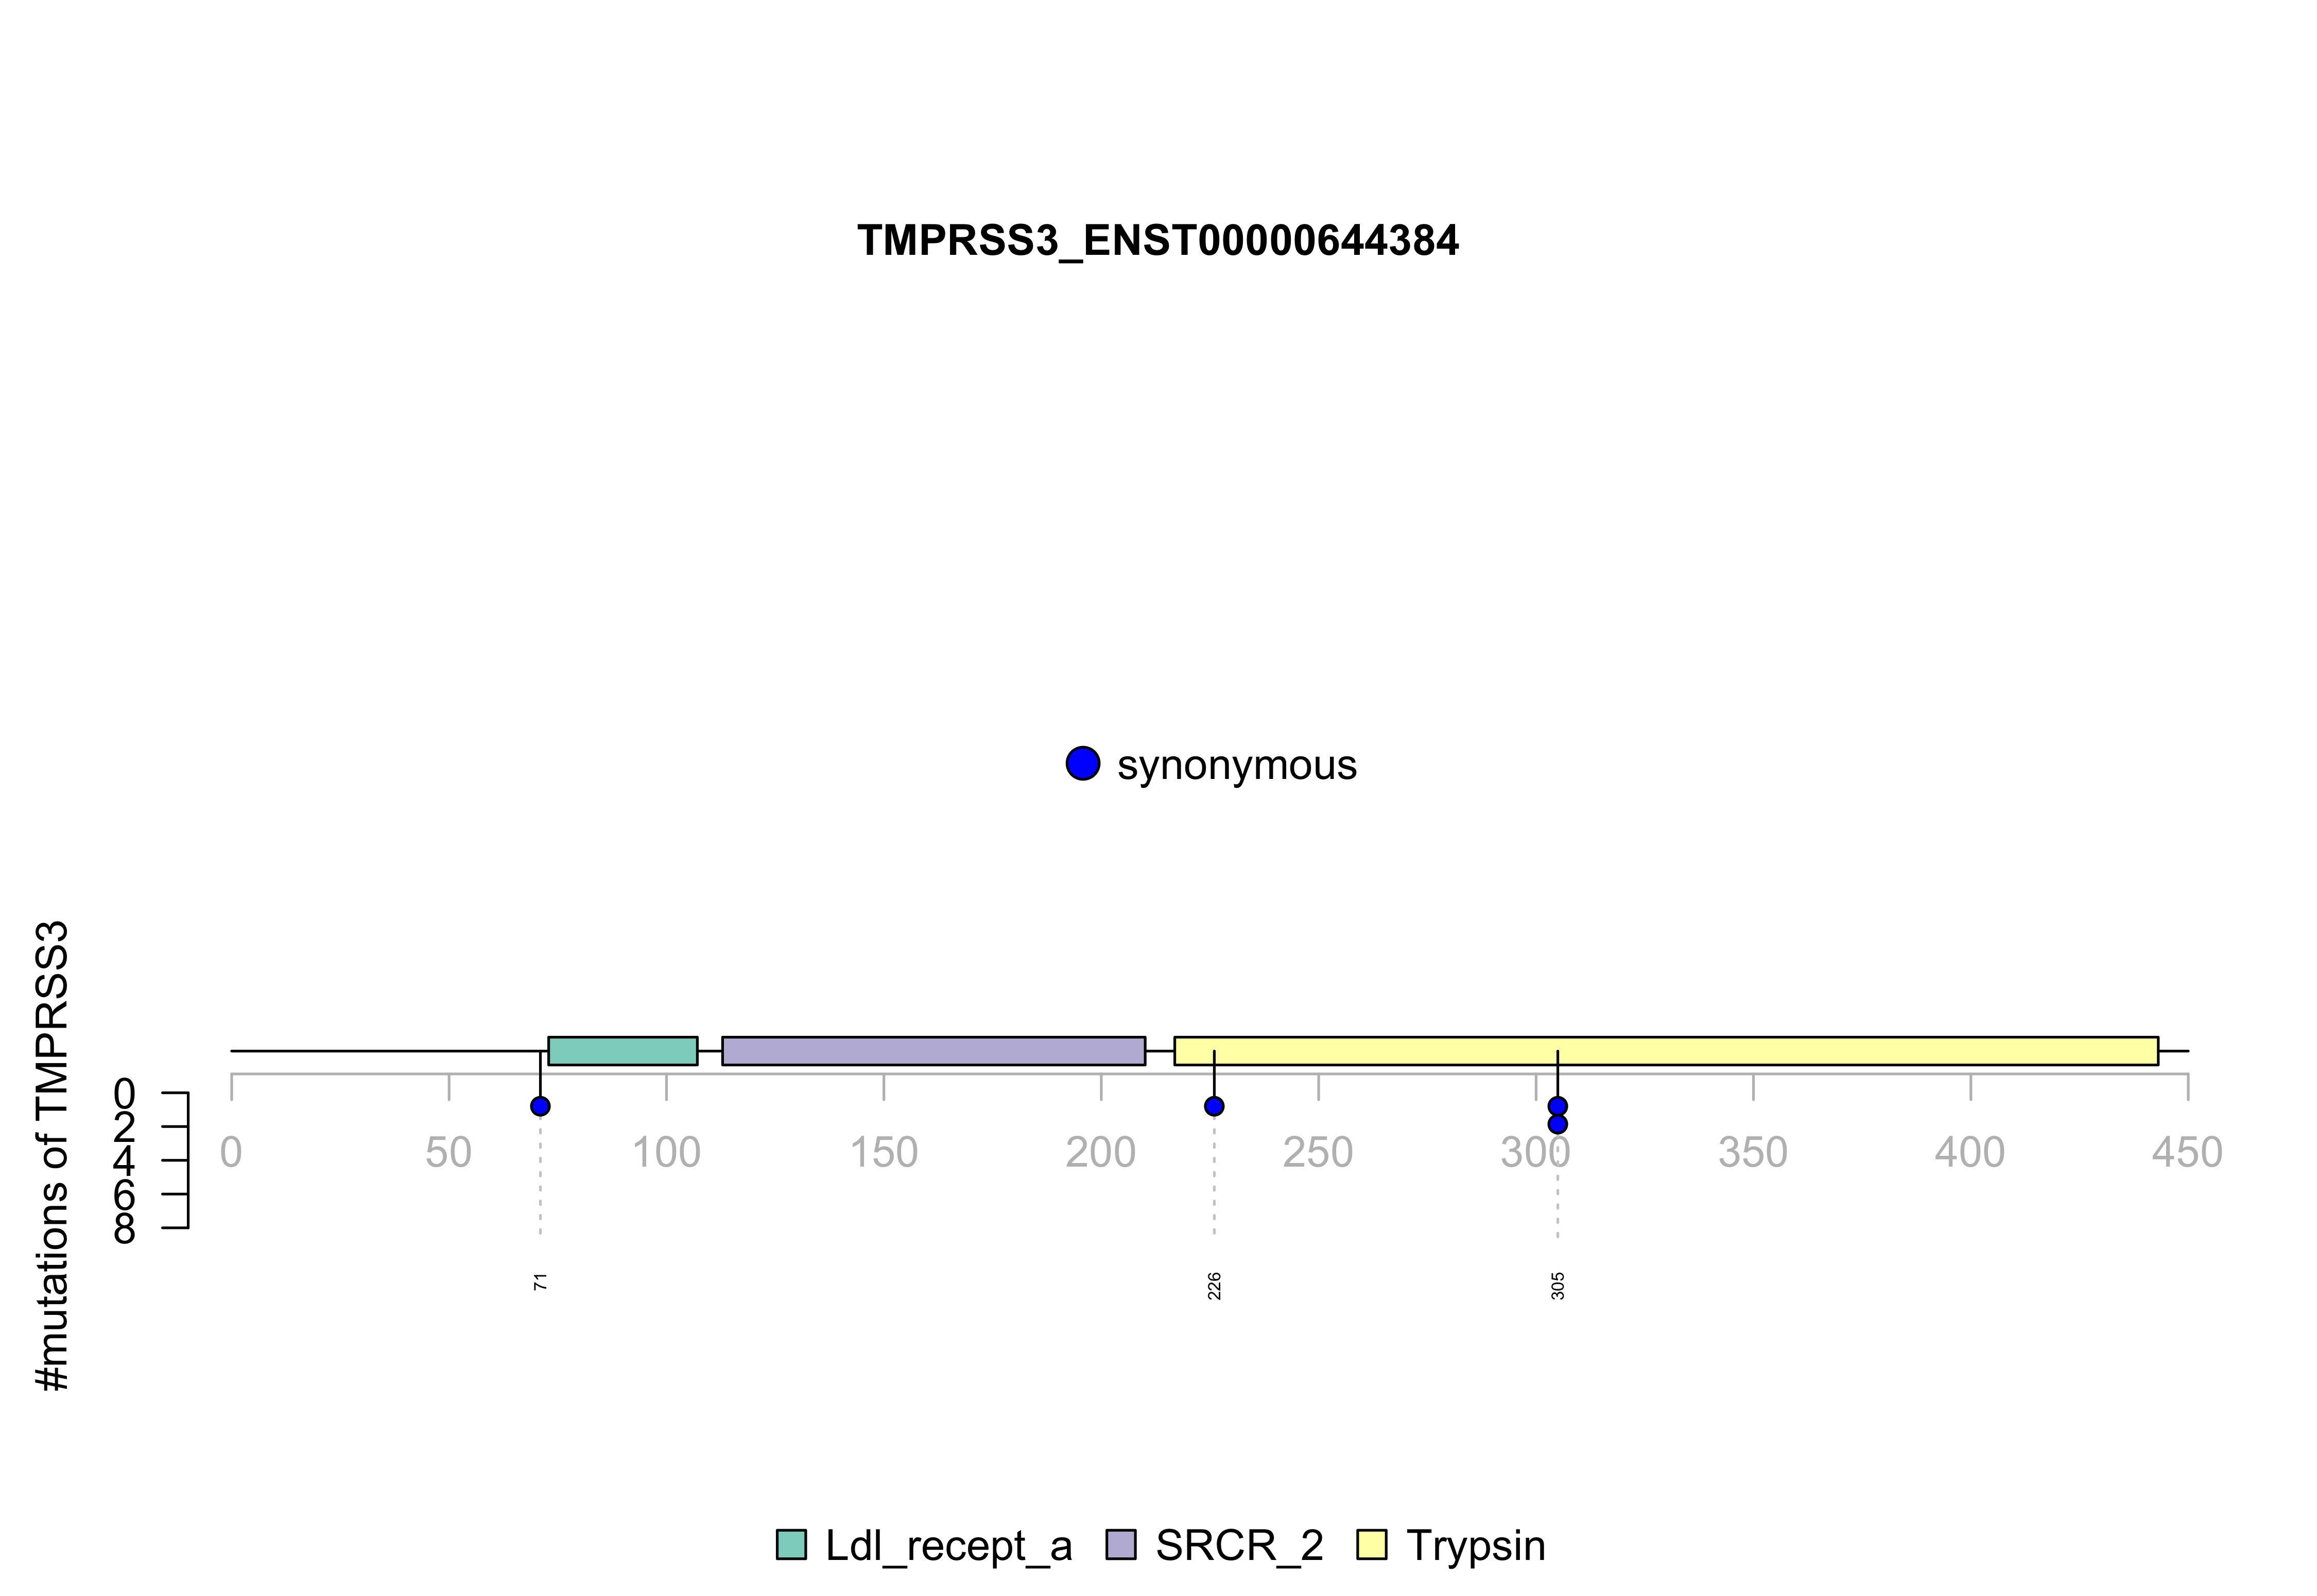 TMPRSS3_ENST00000644384
synonymous
#mutations of TMPRSS3
0
2
4
6
8
0 50 100 150 200 250 300 350 400 450
71 226 305
Ldl_recept_a SRCR_2 Trypsin